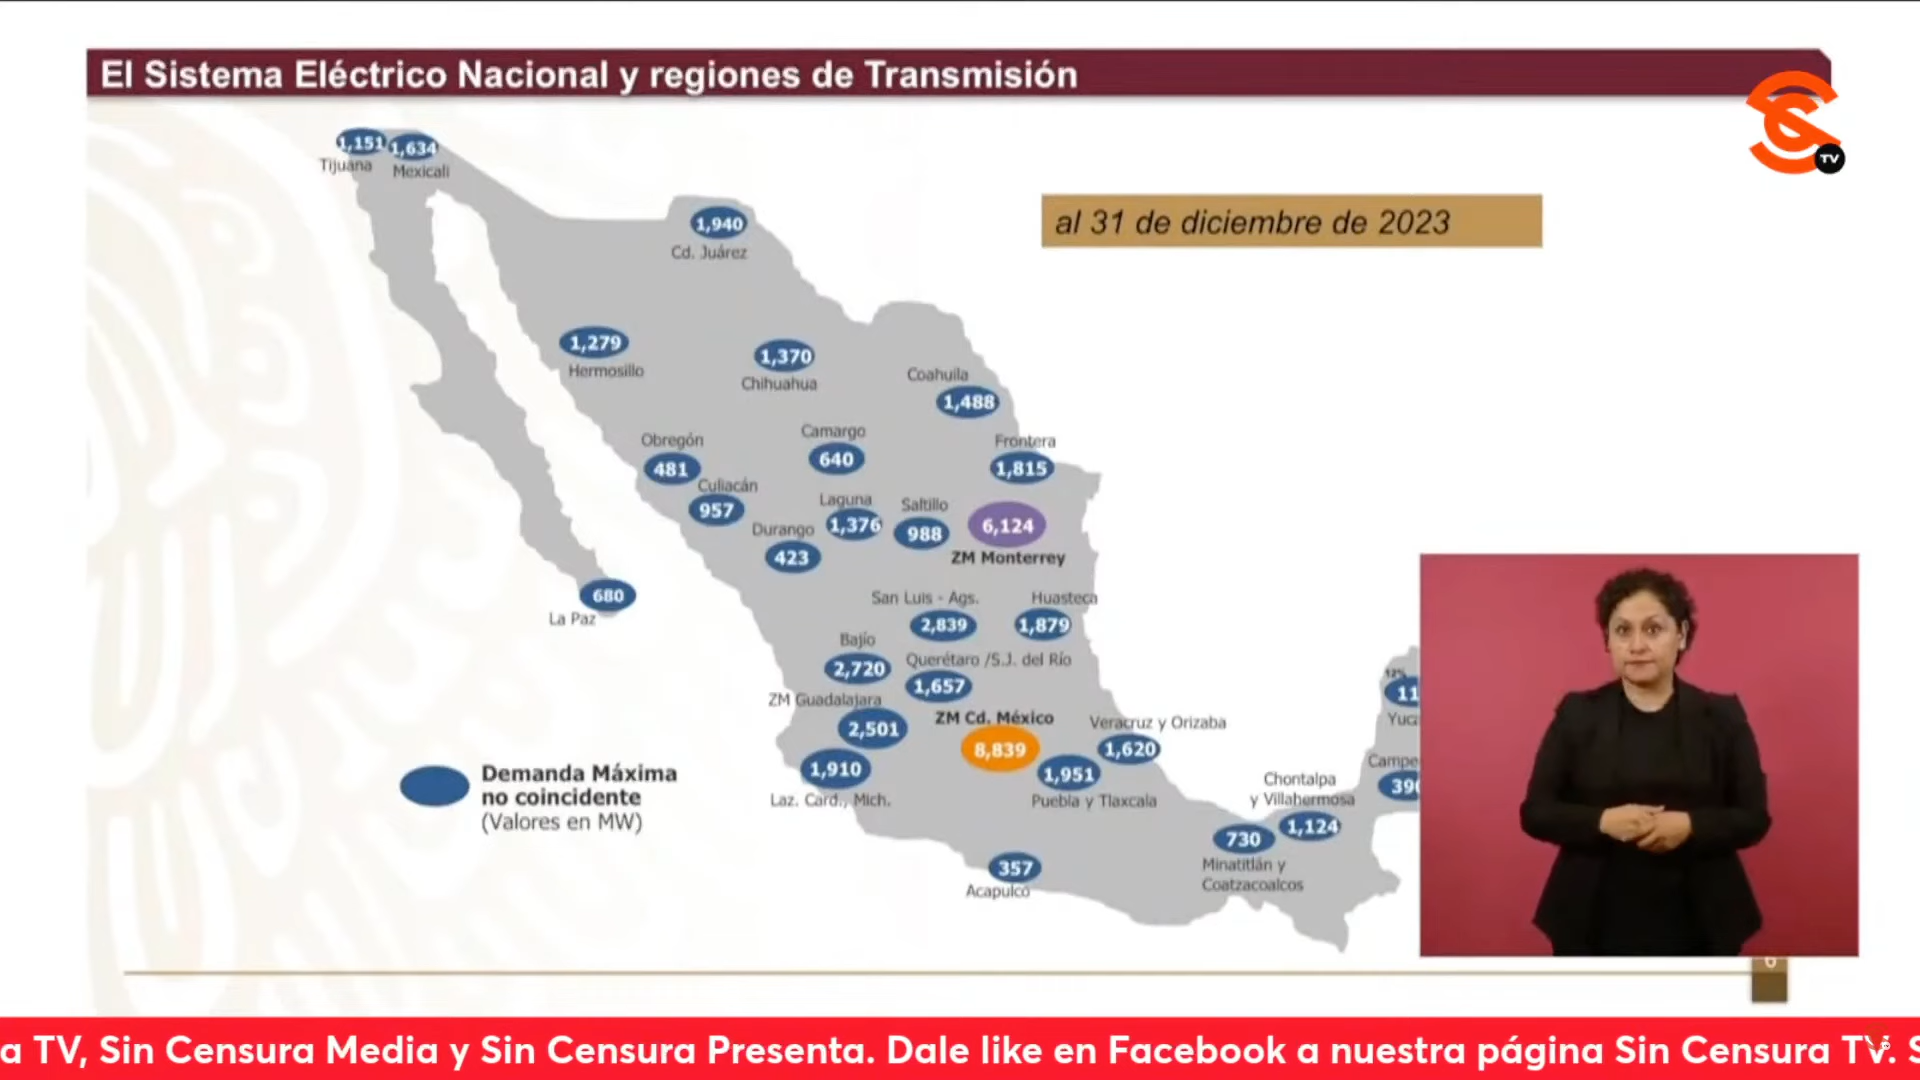 El Sistema Eléctrico Nacional y regiones de Transmisión
TV
al 31 de diciembre de 2023
1,151
Tijuana
1,634
Mexicali
1,940
Cd. Juárez
1,279
Hermosillo
1,370
Chihuahua
Coahuila
1,488
Obregón
481
Camargo
640
Frontera
1,815
Culiacán
957
Laguna
1,376
Saltillo
988
6,124
ZM Monterrey
Durango
423
680
La Paz
San Luis - Ags.
2,839
Huasteca
1,879
Bajío
2,720
Querétaro /S.J. del Río
1,657
ZM Guadalajara
2,501
ZM Cd. México
8,839
Veracruz y Orizaba
1,620
1,910
Laz. Card., Mich.
1,951
Puebla y Tlaxcala
Chontalpa
y Villahermosa
1,124
730
Minatitlán y
Coatzacoalcos
357
Acapulco
11
Yuca
Campe
390
Demanda Máxima
no coincidente
(Valores en MW)
6
a TV, Sin Censura Media y Sin Censura Presenta. Dale like en Facebook a nuestra página Sin Censura TV. S